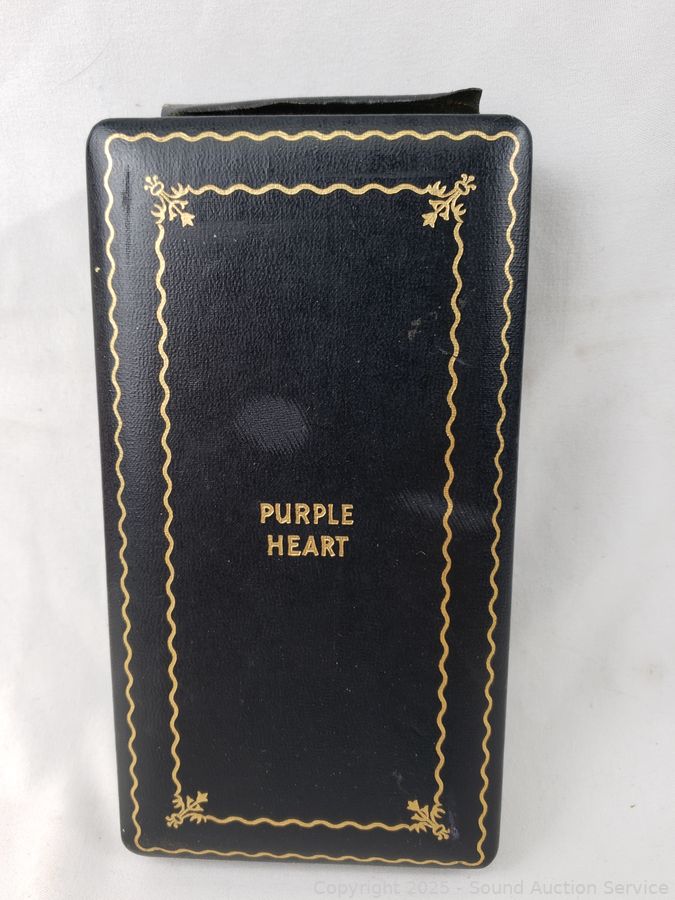 PURPLE
HEART
Copyright 2025 - Sound Auction Service